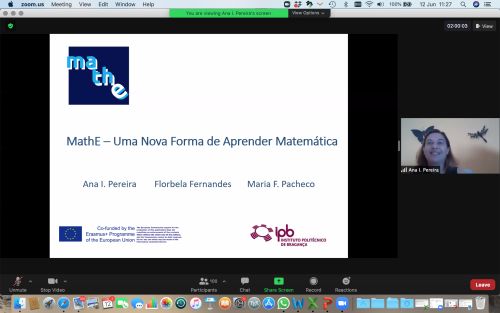 zoom.us Meeting View Edit Window Help
100% 12 Jun 11:27
You are viewing Ana I. Pereira's screen
View Options
02:00:03 View
ma
th
e
MathE – Uma Nova Forma de Aprender Matemática
Ana I. Pereira Florbela Fernandes Maria F. Pacheco
Ana I. Pereira
Co-funded by the
Erasmus+ Programme
of the European Union
ipb
INSTITUTO POLITÉCNICO
DE BRAGANÇA
100
Unmute Stop Video Participants Chat Share Screen Record Reactions Leave